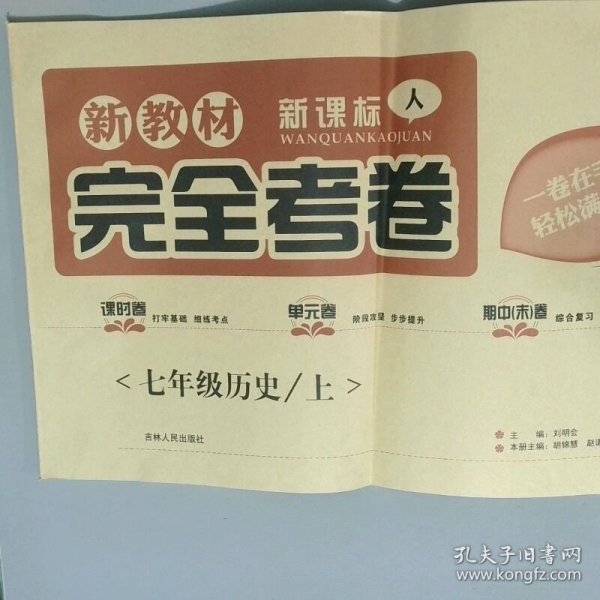 新教材 新课标 人
WANQUANKAOJUAN
完全考卷
一卷在
轻松满
课时卷 打牢基础 细练考点
单元卷 阶段攻坚 步步提升
期中(末)卷 综合复习
<七年级历史/上>
吉林人民出版社
主 编:刘明会
本册主编:胡锦慧 赵
孔夫子旧书网
www.kongfz.com